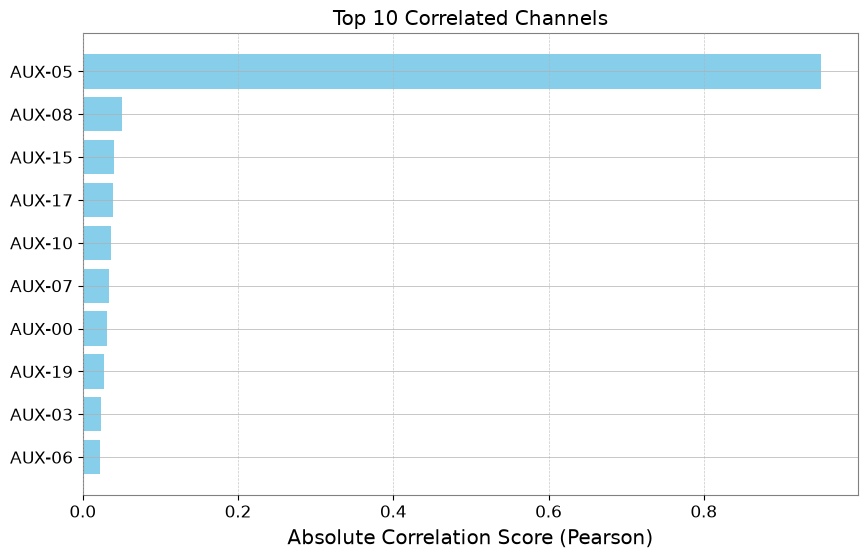 Top 10 Correlated Channels
AUX-05
AUX-08
AUX-15
AUX-17
AUX-10
AUX-07
AUX-00
AUX-19
AUX-03
AUX-06
0.0 0.2 0.4 0.6 0.8
Absolute Correlation Score (Pearson)